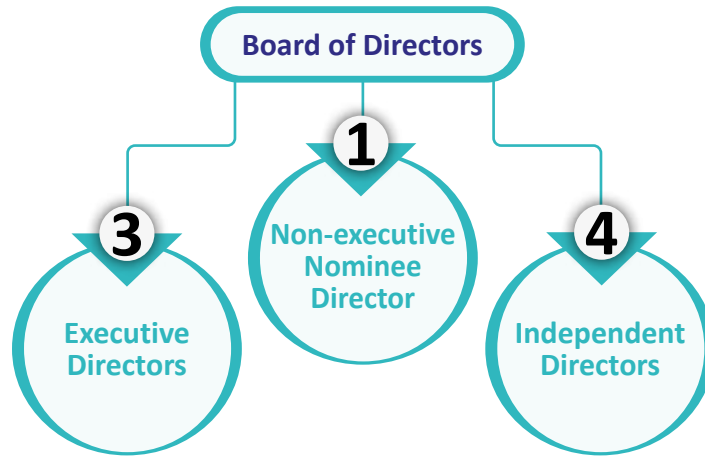 Board of Directors
1
Non-executive
Nominee
Director
3
Executive
Directors
4
Independent
Directors